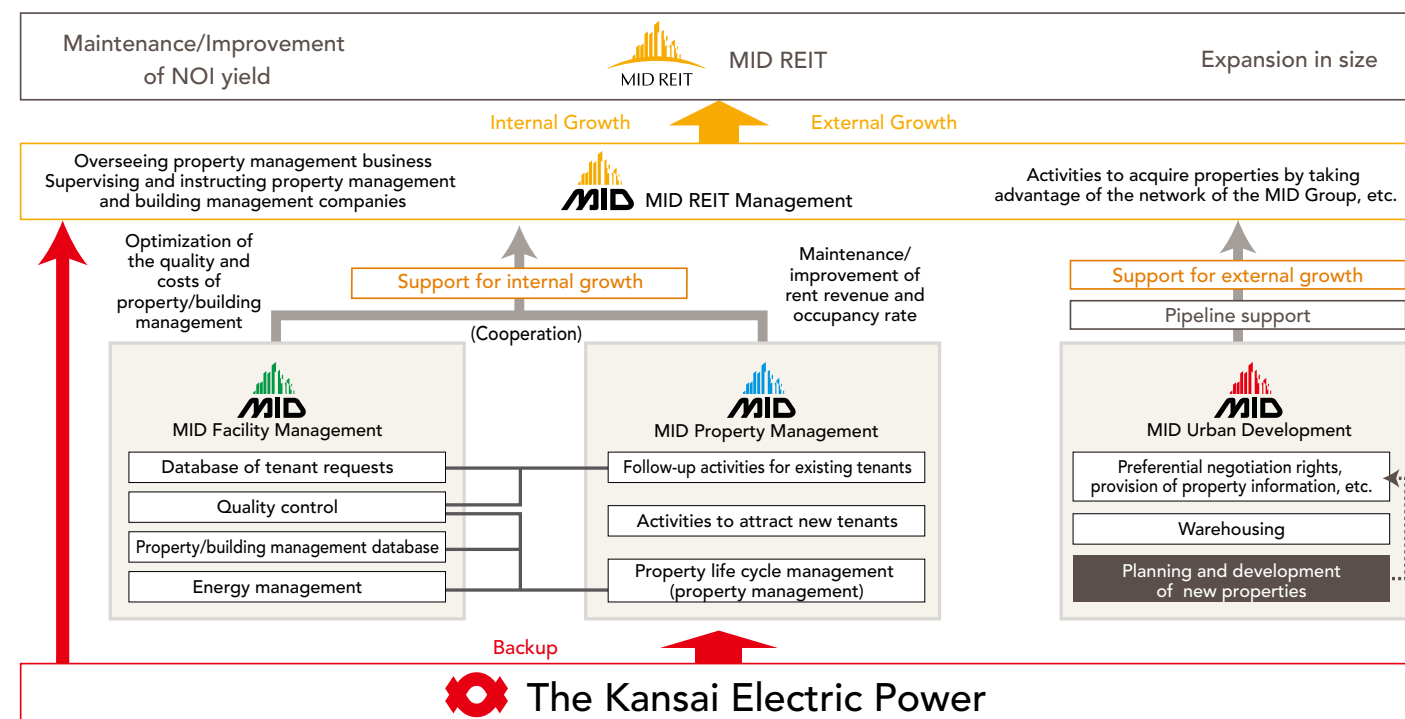 Maintenance/Improvement
of NOI yield
MID REIT
MID REIT
Expansion in size
Internal Growth
External Growth
Overseeing property management business
Supervising and instructing property management
and building management companies
MID
MID REIT Management
Activities to acquire properties by taking
advantage of the network of the MID Group, etc.
Optimization of
the quality and
costs of
property/building
management
Support for internal growth
Maintenance/
improvement of
rent revenue and
occupancy rate
Support for external growth
Pipeline support
(Cooperation)
MID
MID Facility Management
Database of tenant requests
Quality control
Property/building management database
Energy management
MID
MID Property Management
Follow-up activities for existing tenants
Activities to attract new tenants
Property life cycle management
(property management)
MID
MID Urban Development
Preferential negotiation rights,
provision of property information, etc.
Warehousing
Planning and development
of new properties
Backup
The Kansai Electric Power